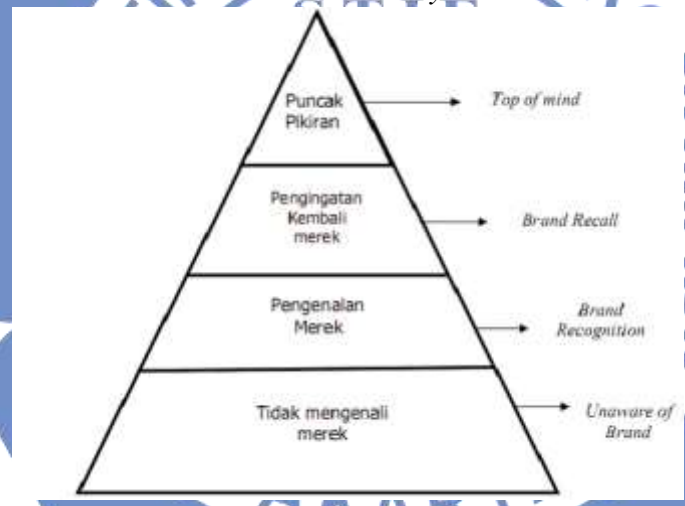 Puncak
Pikiran
Top of mind
Pengingatan
Kembali
merek
Brand Recall
Pengenalan
Merek
Brand
Recognition
Tidak mengenali
merek
Unaware of
Brand